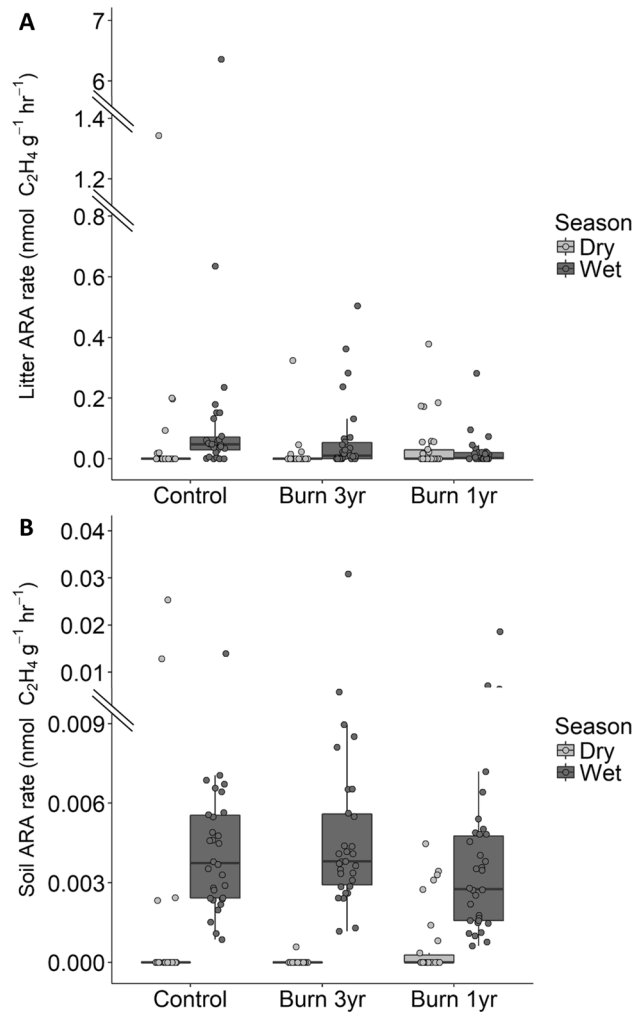 A
7
6
1.4
1.2
0.8
0.6
0.4
0.2
0.0
Litter ARA rate (nmol C₂H₄ g⁻¹ hr⁻¹)
Control Burn 3yr Burn 1yr
Season
Dry
Wet
B
0.04
0.03
0.02
0.01
0.009
0.006
0.003
0.000
Soil ARA rate (nmol C₂H₄ g⁻¹ hr⁻¹)
Control Burn 3yr Burn 1yr
Season
Dry
Wet